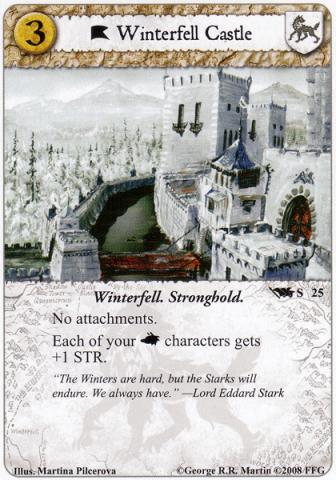 3
Winterfell Castle
Winterfell. Stronghold.
S 25
No attachments.
Each of your characters gets
+1 STR.
"The Winters are hard, but the Starks will
endure. We always have." —Lord Eddard Stark
Winterfell
Illus: Martina Pilcerova
©George R.R. Martin ©2008 FFG